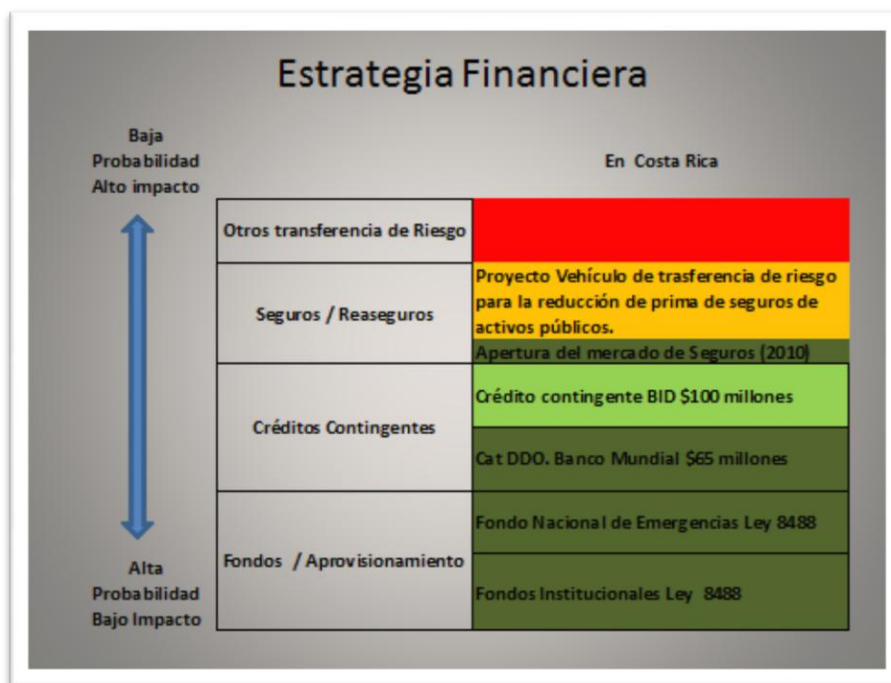 Estrategia Financiera
Baja
Probabilidad
Alto impacto
En Costa Rica
Otros transferencia de Riesgo
Seguros / Reaseguros
Proyecto Vehículo de trasferencia de riesgo
para la reducción de prima de seguros de
activos públicos.
Apertura del mercado de Seguros (2010)
Créditos Contingentes
Crédito contingente BID $100 millones
Cat DDO. Banco Mundial $65 millones
Fondos / Aprovisionamiento
Fondo Nacional de Emergencias Ley 8488
Fondos Institucionales Ley 8488
Alta
Probabilidad
Bajo Impacto